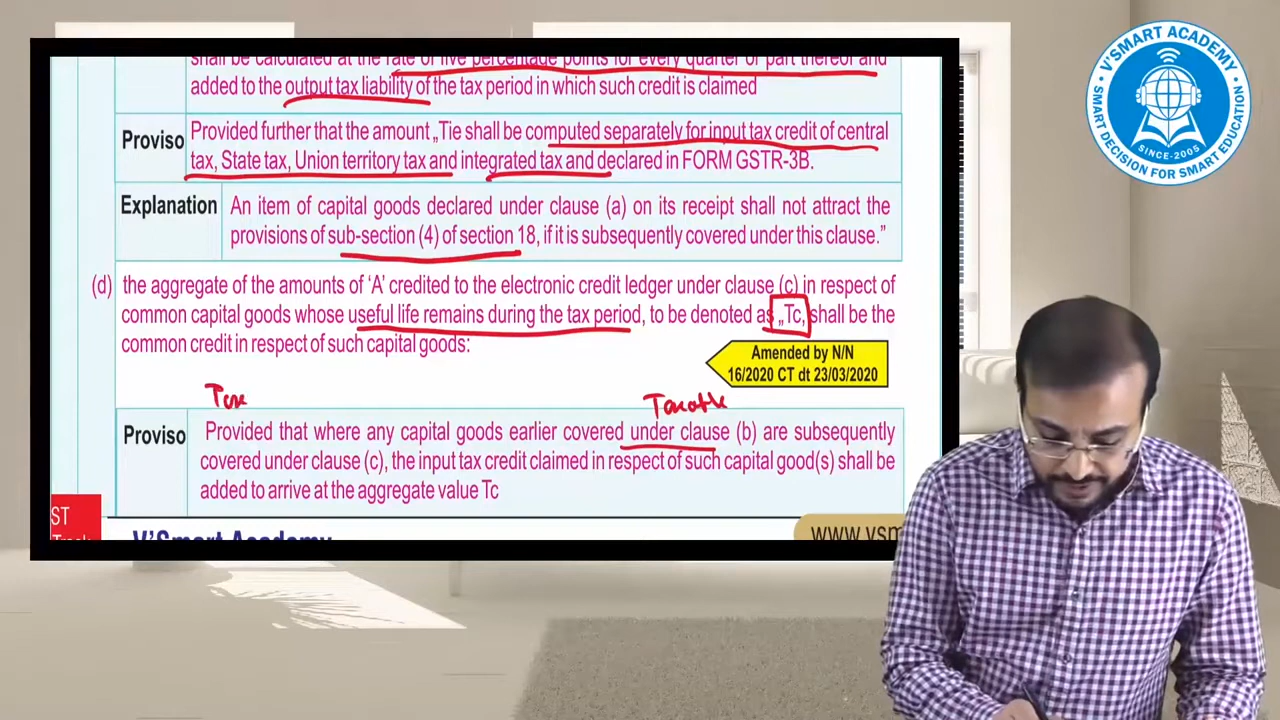 shall be calculated at the rate of five percentage points for every quarter or part thereof and
added to the output tax liability of the tax period in which such credit is claimed
Proviso
Provided further that the amount „Tie shall be computed separately for input tax credit of central
tax, State tax, Union territory tax and integrated tax and declared in FORM GSTR-3B.
Explanation
An item of capital goods declared under clause (a) on its receipt shall not attract the
provisions of sub-section (4) of section 18, if it is subsequently covered under this clause.”
(d) the aggregate of the amounts of ‘A’ credited to the electronic credit ledger under clause (c) in respect of
common capital goods whose useful life remains during the tax period, to be denoted as „Tc, shall be the
common credit in respect of such capital goods:
Amended by N/N
16/2020 CT dt 23/03/2020
Taxable
Proviso
Provided that where any capital goods earlier covered under clause (b) are subsequently
covered under clause (c), the input tax credit claimed in respect of such capital good(s) shall be
added to arrive at the aggregate value Tc
ST
V’Smart Academy
www.vsm
V'SMART ACADEMY
SMART DECISION FOR SMART EDUCATION
SINCE-2005